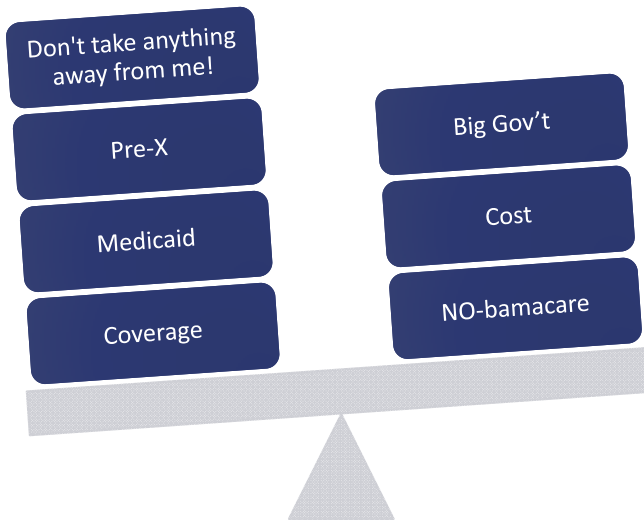 Don't take anything
away from me!
Pre-X
Medicaid
Coverage
Big Gov’t
Cost
NO-bamacare